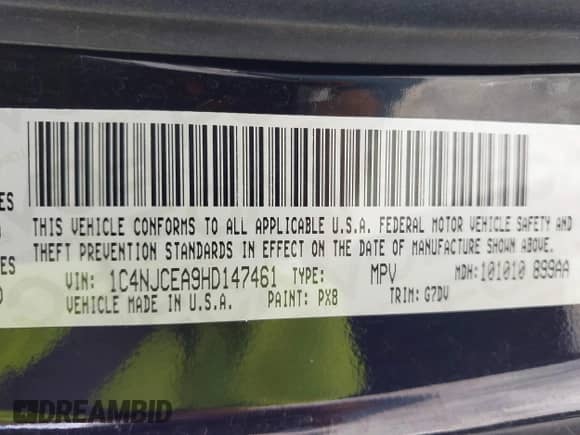 THIS VEHICLE CONFORMS TO ALL APPLICABLE U.S.A. FEDERAL MOTOR VEHICLE SAFETY AND
THEFT PREVENTION STANDARDS IN EFFECT ON THE DATE OF MANUFACTURE SHOWN ABOVE.
VIN: 1C4NJCEA9HD147461 TYPE: MPV MDH:101010 899AA
VEHICLE MADE IN U.S.A. PAINT: PX8 TRIM: G7DV
DREAMBID